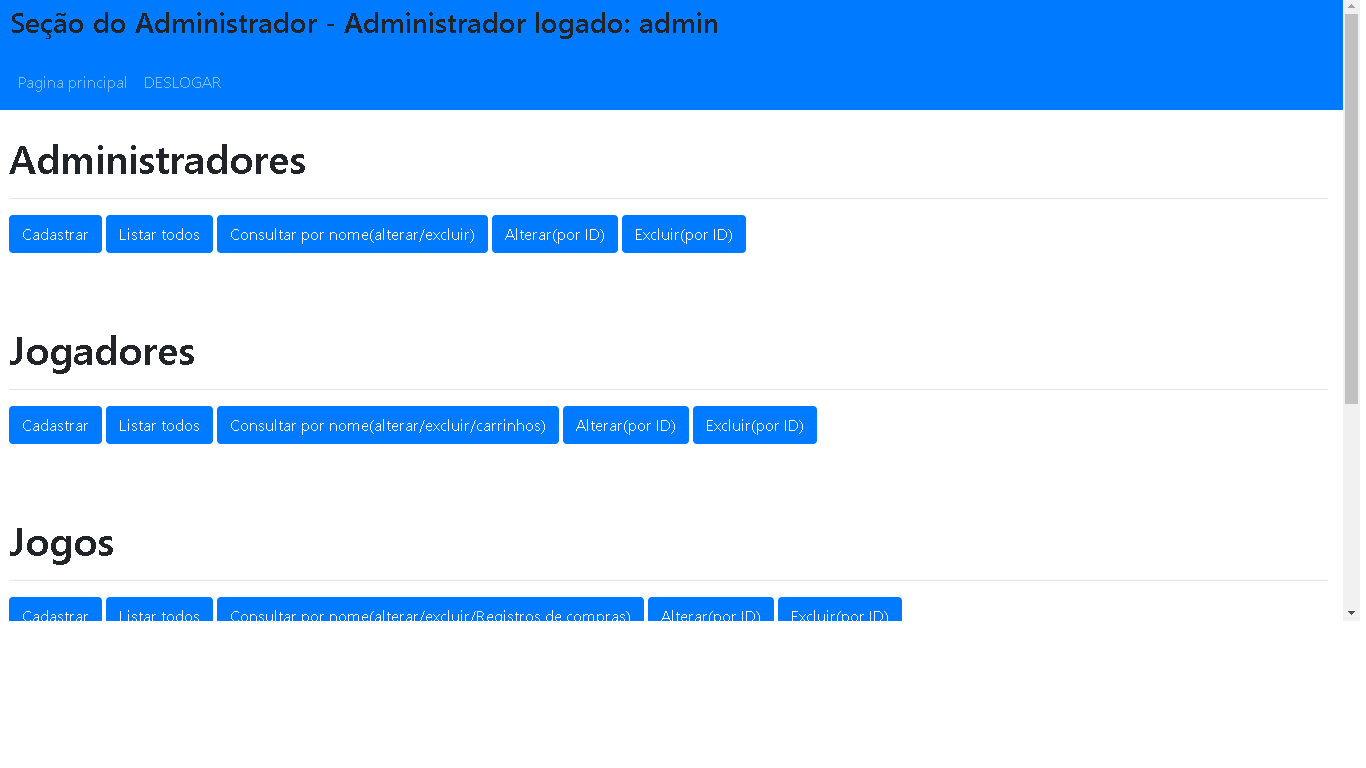 Seção do Administrador - Administrador logado: admin
Pagina principal DESLOGAR
Administradores
Cadastrar Listar todos Consultar por nome(alterar/excluir) Alterar(por ID) Excluir(por ID)
Jogadores
Cadastrar Listar todos Consultar por nome(alterar/excluir/carrinhos) Alterar(por ID) Excluir(por ID)
Jogos
Cadastrar Listar todos Consultar por nome(alterar/excluir/Registros de compras) Alterar(por ID) Excluir(por ID)